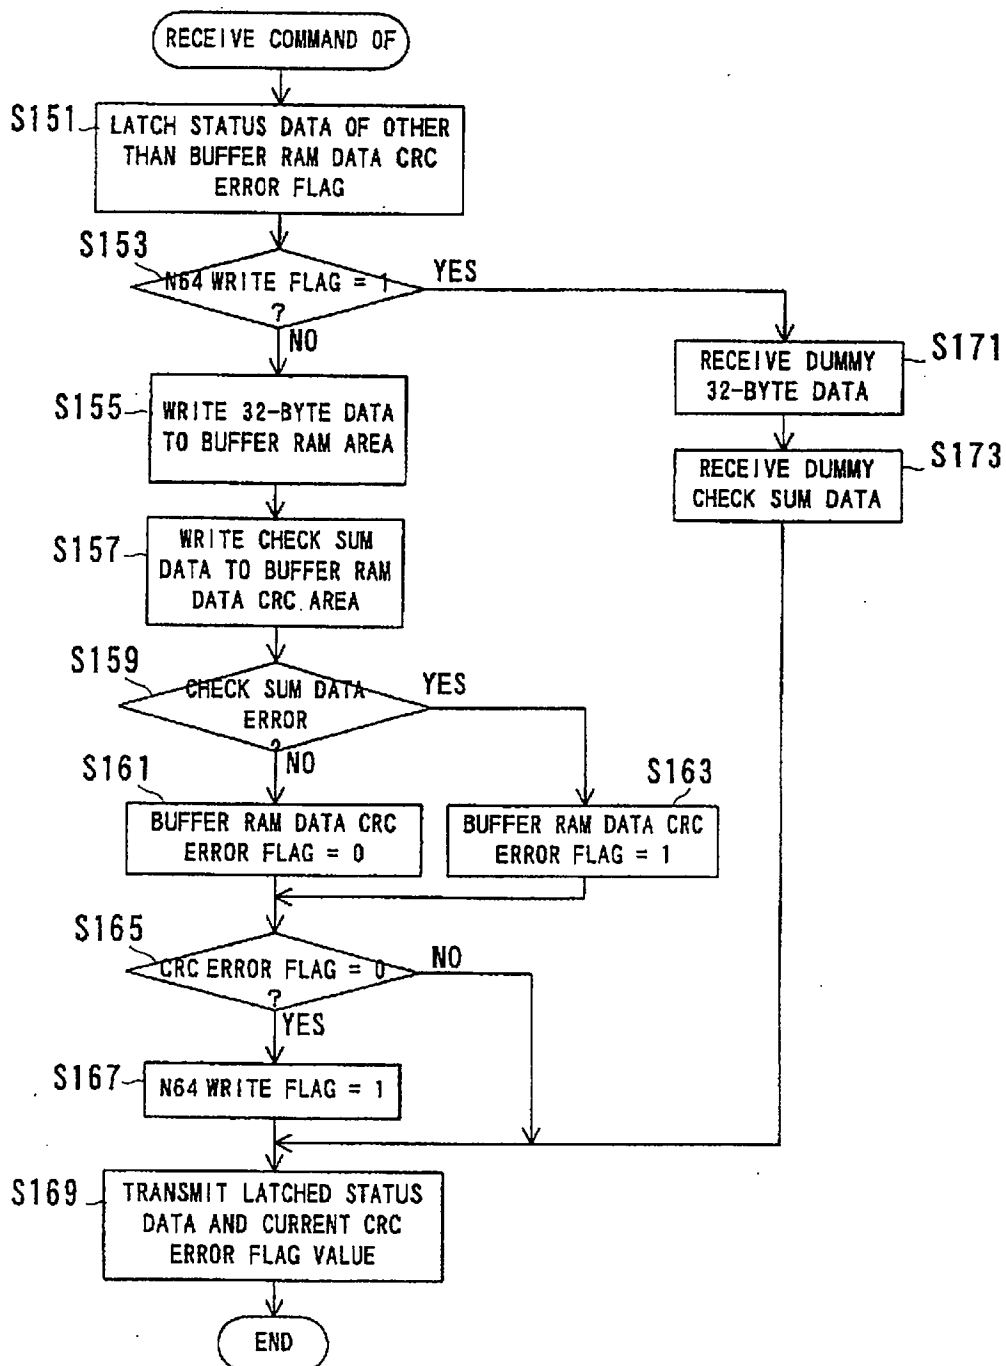 RECEIVE COMMAND OF
S151
LATCH STATUS DATA OF OTHER
THAN BUFFER RAM DATA CRC
ERROR FLAG
S153
N64 WRITE FLAG = 1
?
YES
NO
S171
RECEIVE DUMMY
32-BYTE DATA
S155
WRITE 32-BYTE DATA
TO BUFFER RAM AREA
S173
RECEIVE DUMMY
CHECK SUM DATA
S157
WRITE CHECK SUM
DATA TO BUFFER RAM
DATA CRC AREA
S159
CHECK SUM DATA
ERROR
?
YES
NO
S161
BUFFER RAM DATA CRC
ERROR FLAG = 0
S163
BUFFER RAM DATA CRC
ERROR FLAG = 1
S165
CRC ERROR FLAG = 0
?
NO
YES
S167
N64 WRITE FLAG = 1
S169
TRANSMIT LATCHED STATUS
DATA AND CURRENT CRC
ERROR FLAG VALUE
END